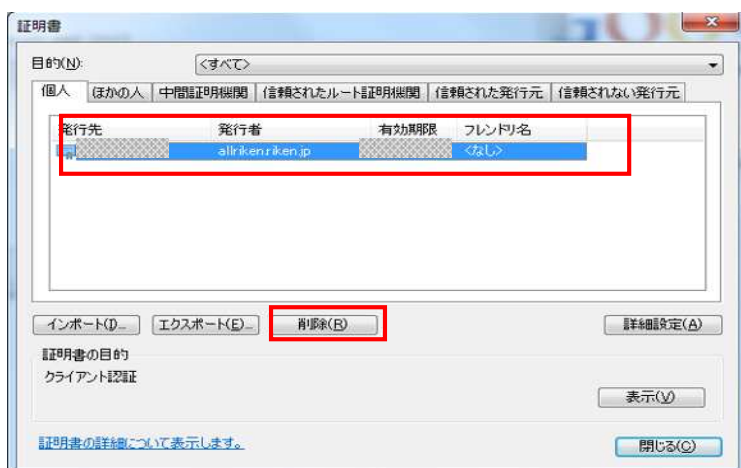 証明書
目的(N): <すべて>
個人 ほかの人 中間証明機関 信頼されたルート証明機関 信頼された発行元 信頼されない発行元
発行先 発行者 有効期限 フレンドリ名
allriken.riken.jp <なし>
インポート(I)... エクスポート(E)... 削除(R) 詳細設定(A)
証明書の目的
クライアント認証
表示(V)
証明書の詳細について表示します。 閉じる(C)